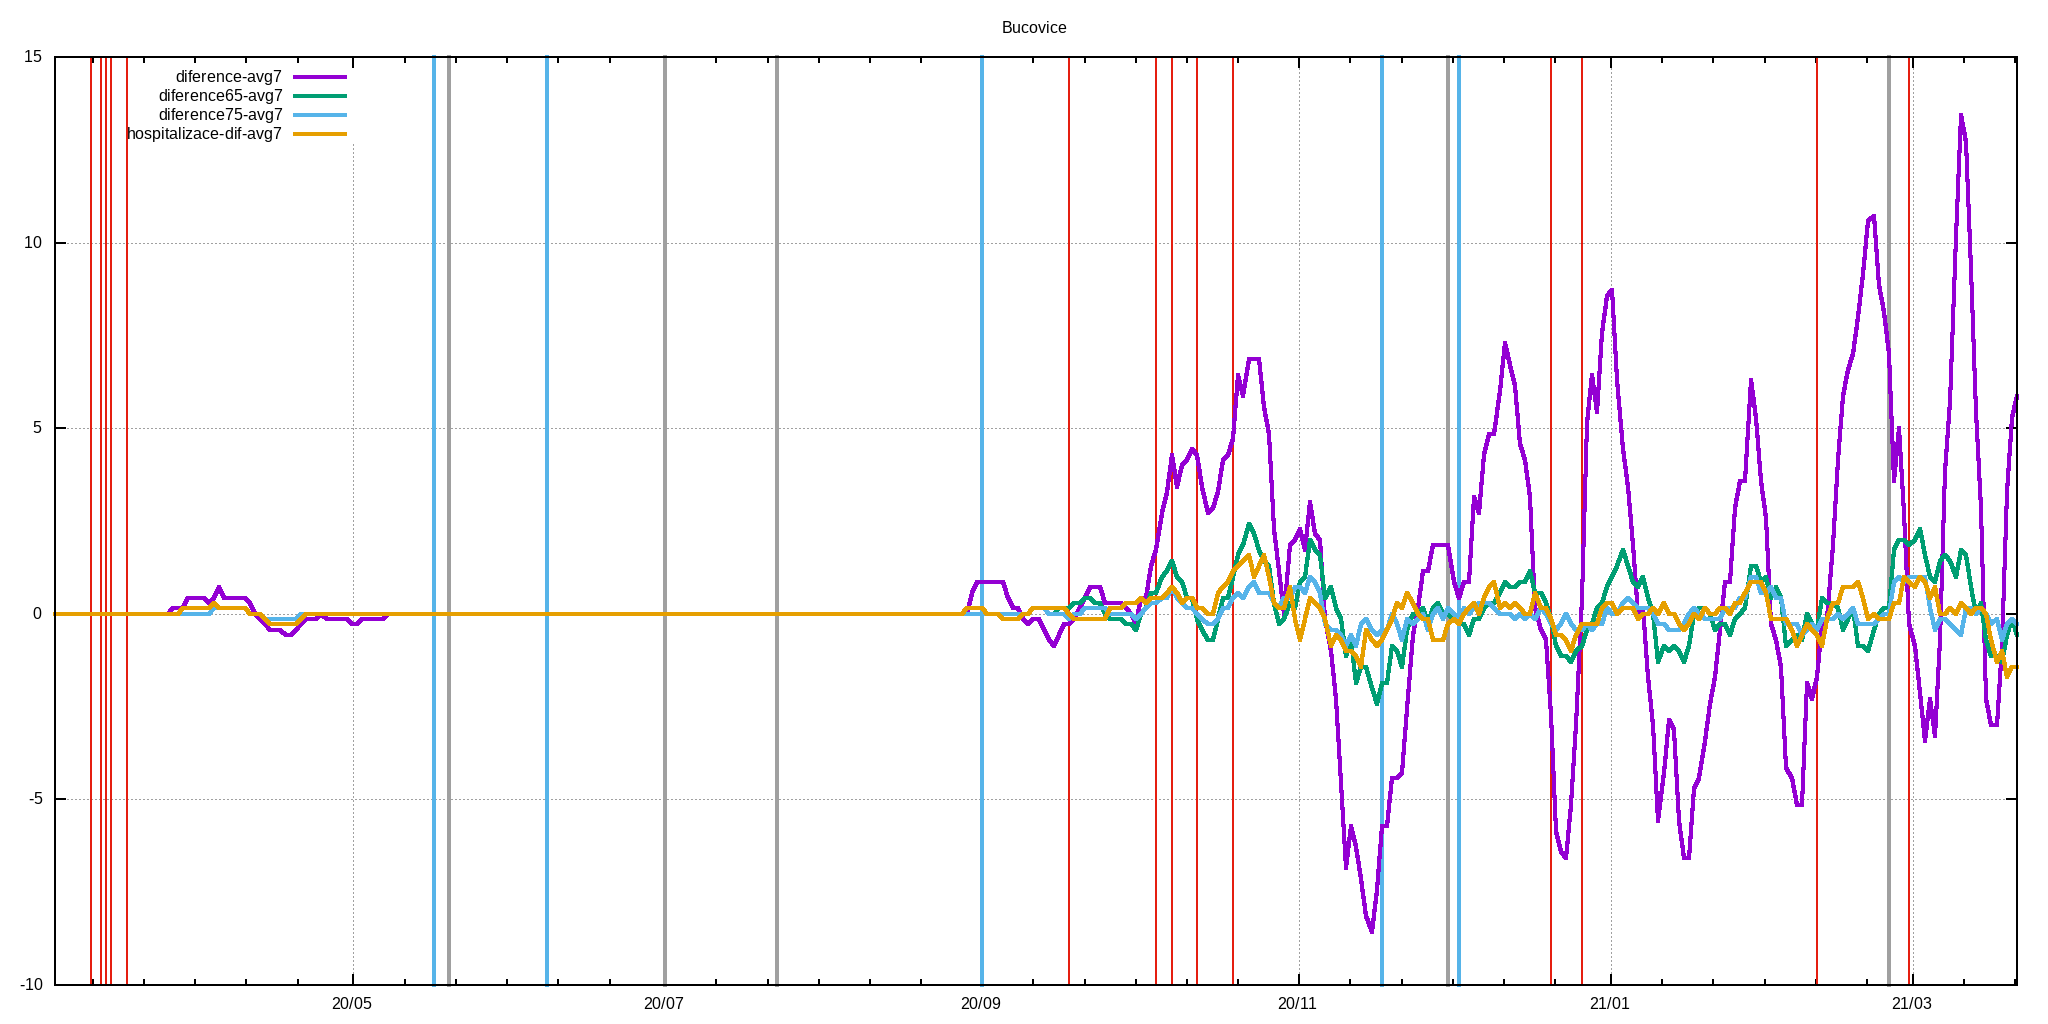 Bucovice
15
diference-avg7
diference65-avg7
diference75-avg7
hospitalizace-dif-avg7
10
5
0
-5
-10
20/05 20/07 20/09 20/11 21/01 21/03